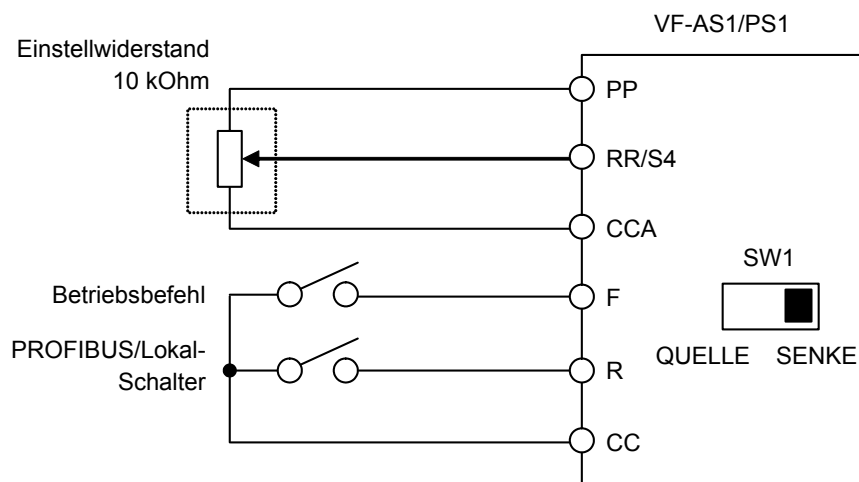 VF-AS1/PS1
Einstellwiderstand
10 kOhm
PP
RR/S4
CCA
SW1
Betriebsbefehl
F
PROFIBUS/Lokal-
Schalter
R
QUELLE SENKE
CC